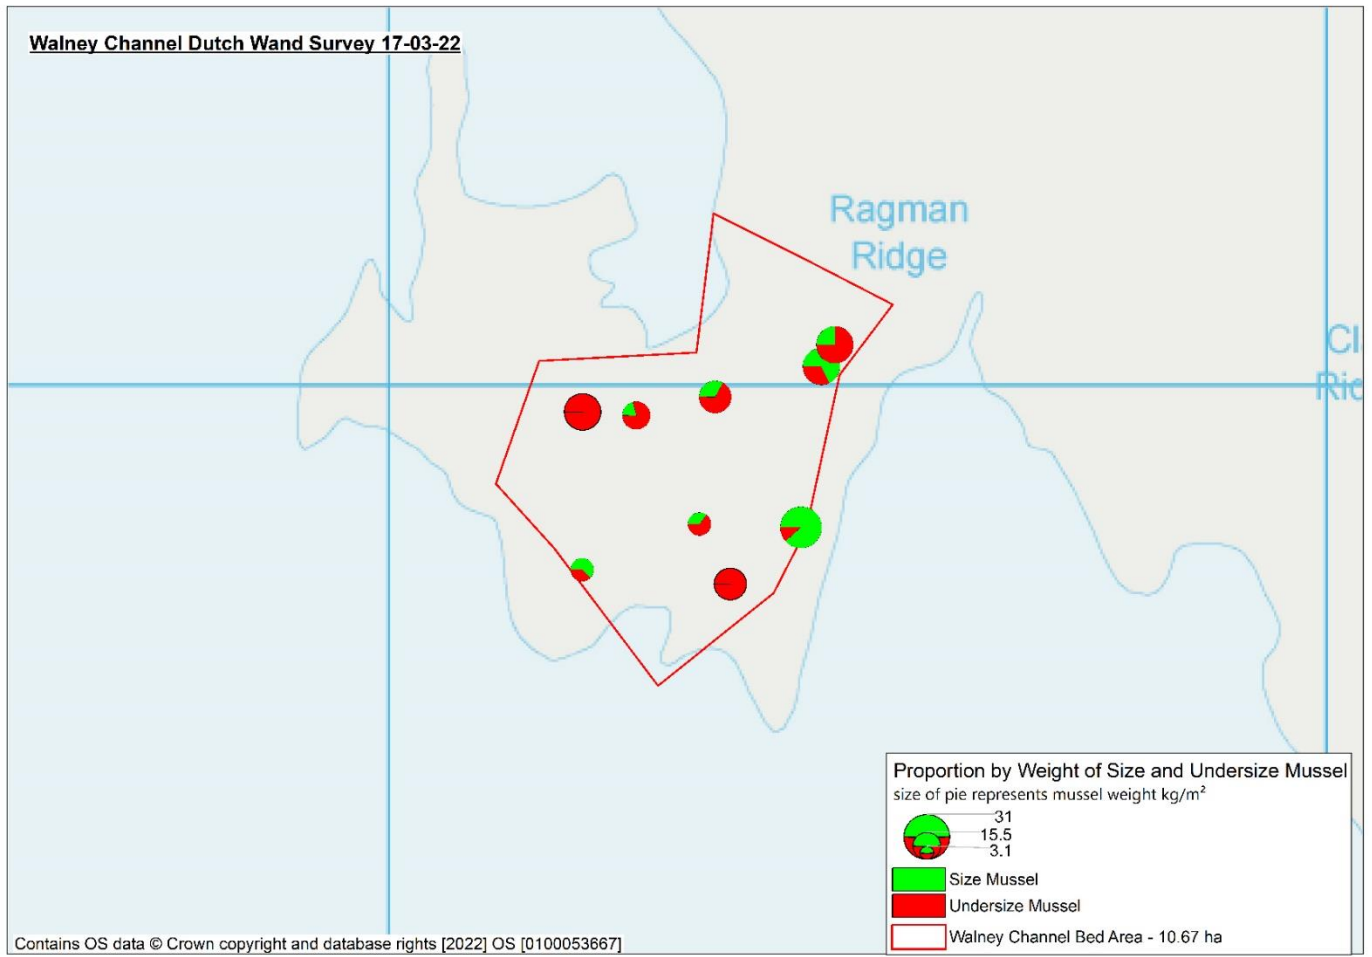 Walney Channel Dutch Wand Survey 17-03-22
Ragman
Ridge
Proportion by Weight of Size and Undersize Mussel
size of pie represents mussel weight kg/m²
31
15.5
3.1
Size Mussel
Undersize Mussel
Walney Channel Bed Area - 10.67 ha
Contains OS data © Crown copyright and database rights [2022] OS [0100053667]